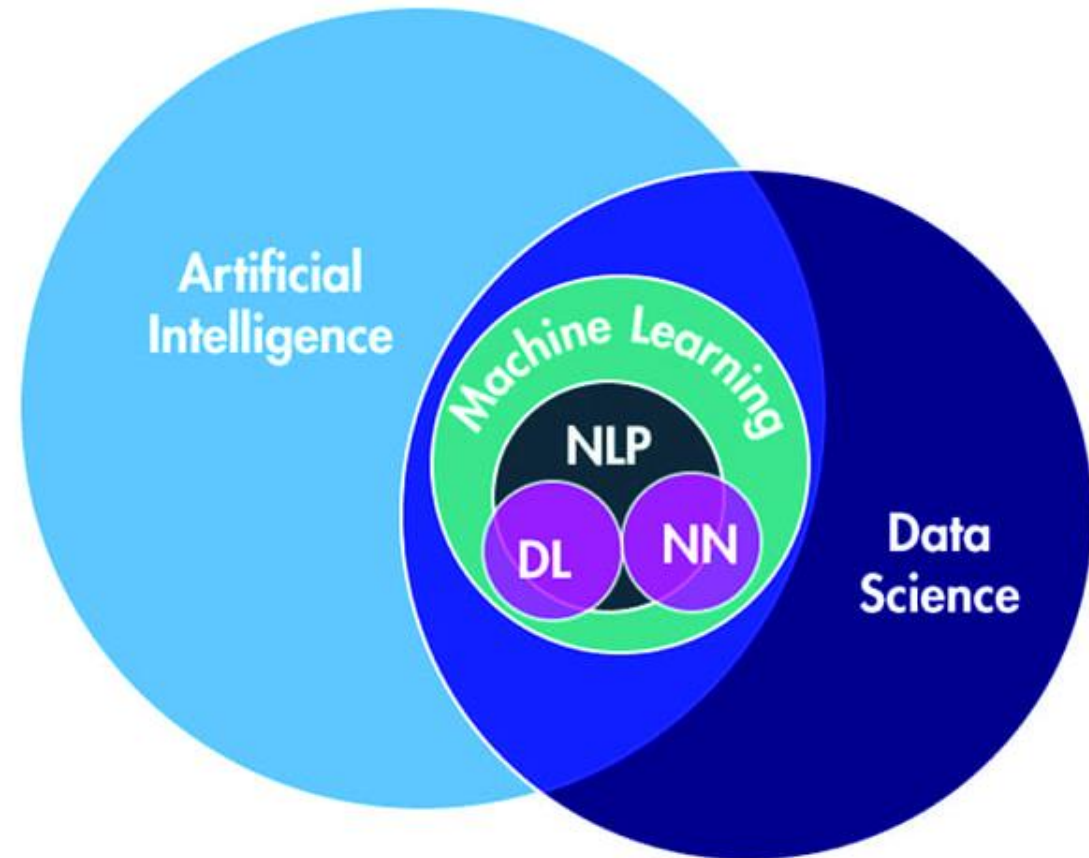 Artificial
Intelligence
Machine Learning
NLP
DL
NN
Data
Science